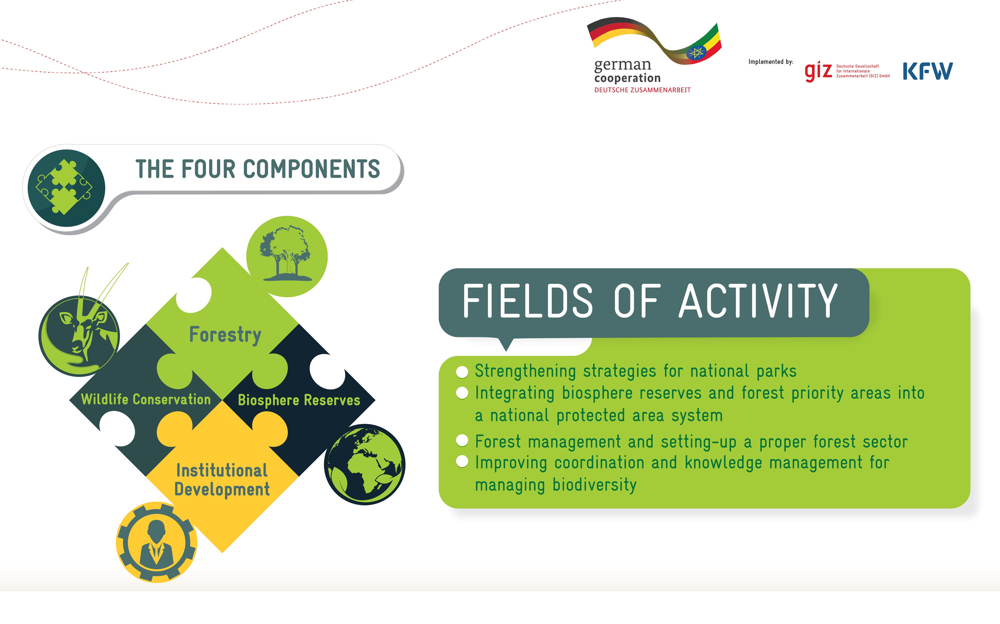 german
cooperation
DEUTSCHE ZUSAMMENARBEIT
Implemented by:
giz
Deutsche Gesellschaft
für Internationale
Zusammenarbeit (GIZ) GmbH
KFW
THE FOUR COMPONENTS
Forestry
Wildlife Conservation
Biosphere Reserves
Institutional
Development
FIELDS OF ACTIVITY
Strengthening strategies for national parks
Integrating biosphere reserves and forest priority areas into
a national protected area system
Forest management and setting-up a proper forest sector
Improving coordination and knowledge management for
managing biodiversity